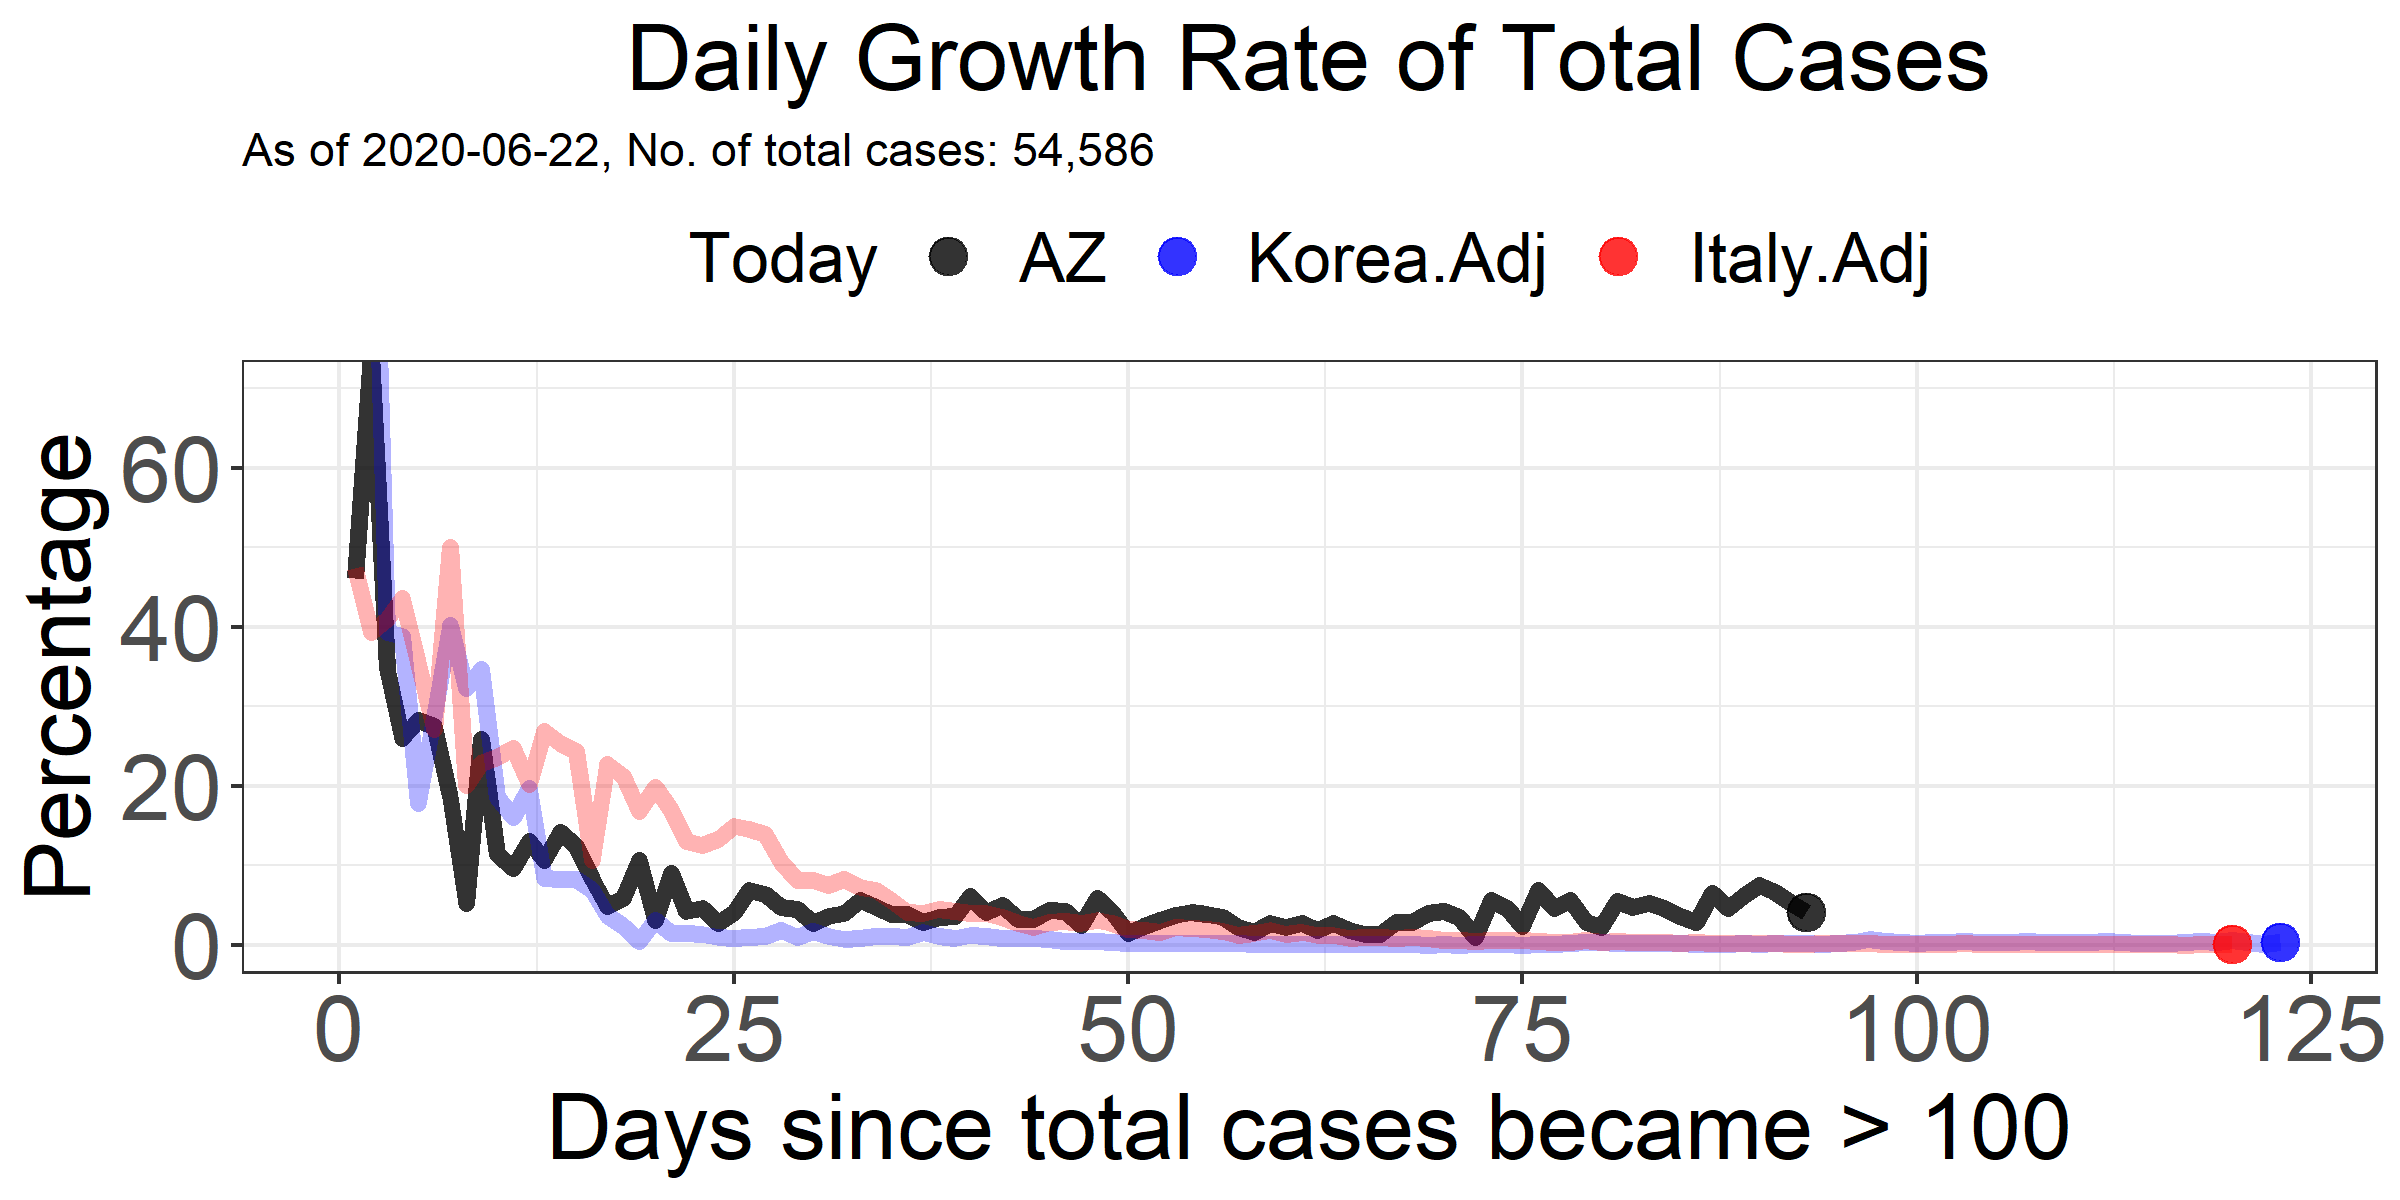 Daily Growth Rate of Total Cases
As of 2020-06-22, No. of total cases: 54,586
Today AZ Korea.Adj Italy.Adj
Percentage
60
40
20
0
0 25 50 75 100 125
Days since total cases became > 100